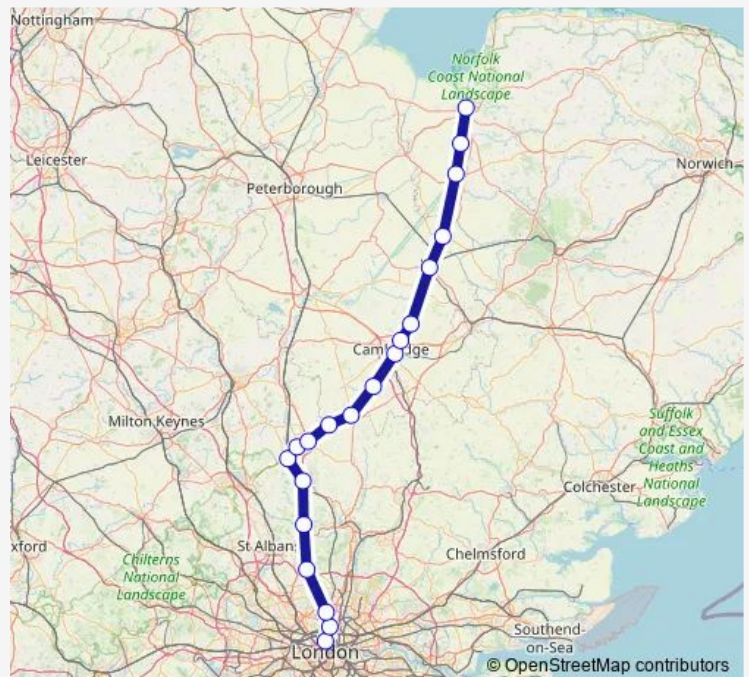 Nottingham
Norfolk
Coast National
Landscape
Leicester
Norwich
Peterborough
Cambridge
Milton Keynes
Suffolk
and Essex
Coast and
Heaths
National
Landscape
Colchester
xford
St Alban
Chilterns
National
Landscape
Chelmsford
Southend-
on-Sea
London
© OpenStreetMap contributors